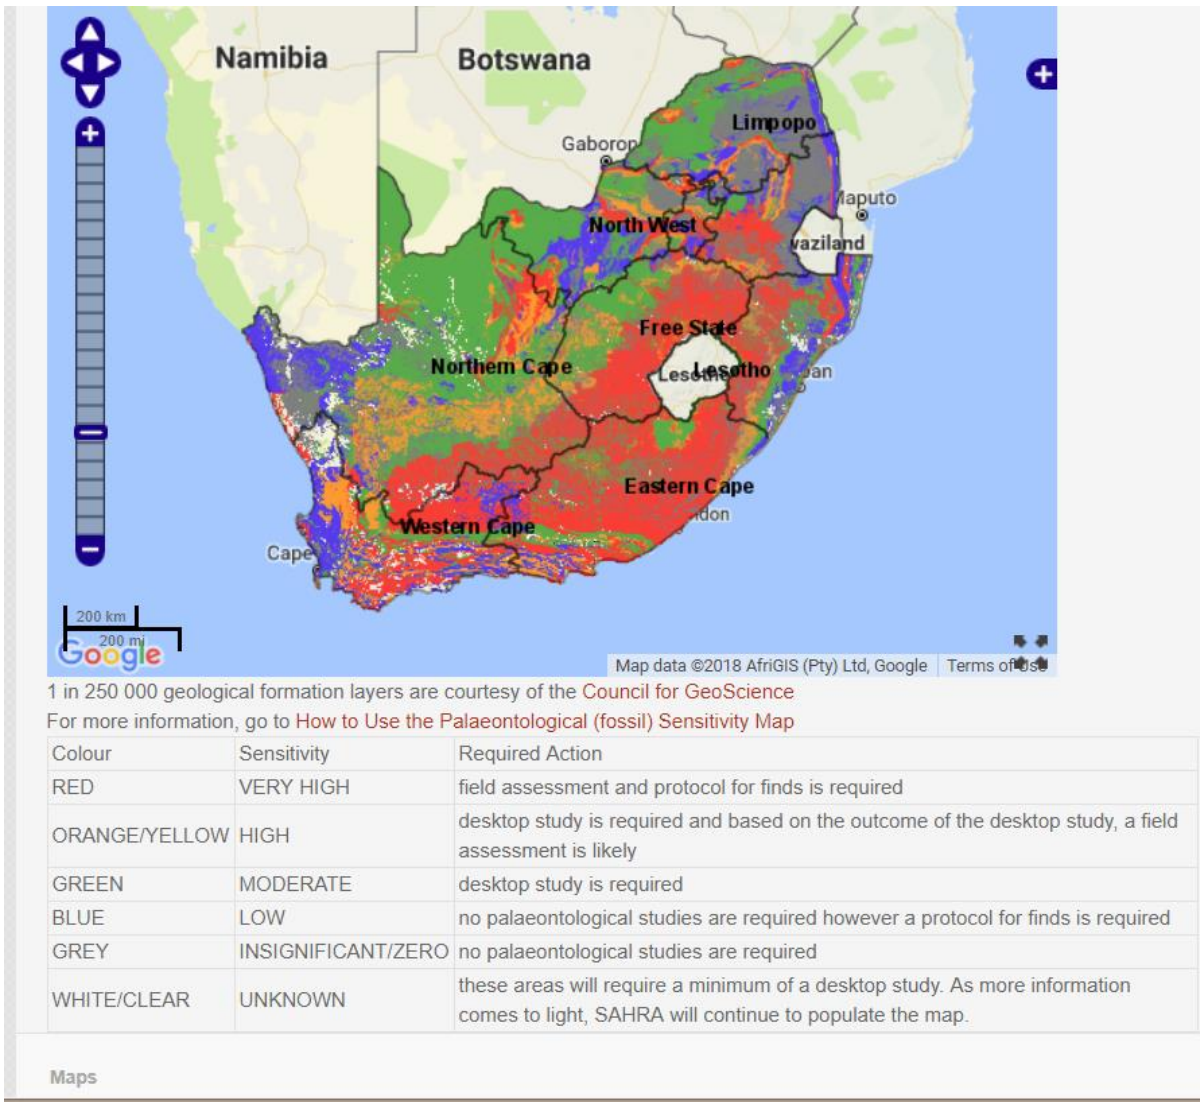 Namibia
Botswana
Limpopo
Gaboron
Maputo
North West
vaziland
Free State
Northern Cape
Lesotho
Lesotho
an
Eastern Cape
don
Western Cape
Cape
200 km
200 mi
Google
Map data ©2018 AfriGIS (Pty) Ltd, Google Terms of Use
1 in 250 000 geological formation layers are courtesy of the Council for GeoScience
For more information, go to How to Use the Palaeontological (fossil) Sensitivity Map
Colour Sensitivity Required Action
RED VERY HIGH field assessment and protocol for finds is required
ORANGE/YELLOW HIGH desktop study is required and based on the outcome of the desktop study, a field
assessment is likely
GREEN MODERATE desktop study is required
BLUE LOW no palaeontological studies are required however a protocol for finds is required
GREY INSIGNIFICANT/ZERO no palaeontological studies are required
WHITE/CLEAR UNKNOWN these areas will require a minimum of a desktop study. As more information
comes to light, SAHRA will continue to populate the map.
Maps